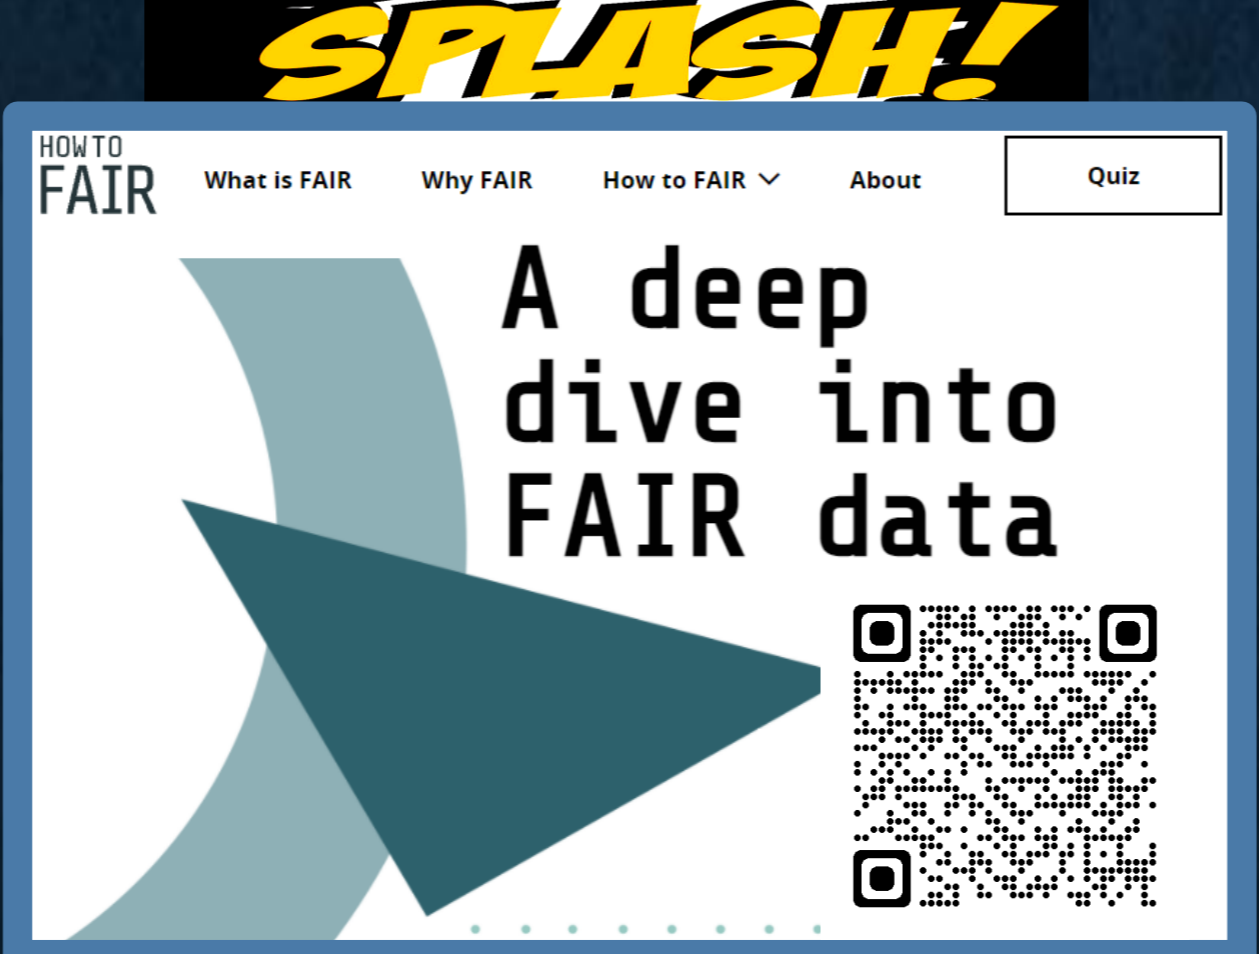 SPLASH!
HOW TO
FAIR
What is FAIR
Why FAIR
How to FAIR
About
Quiz
A deep
dive into
FAIR data